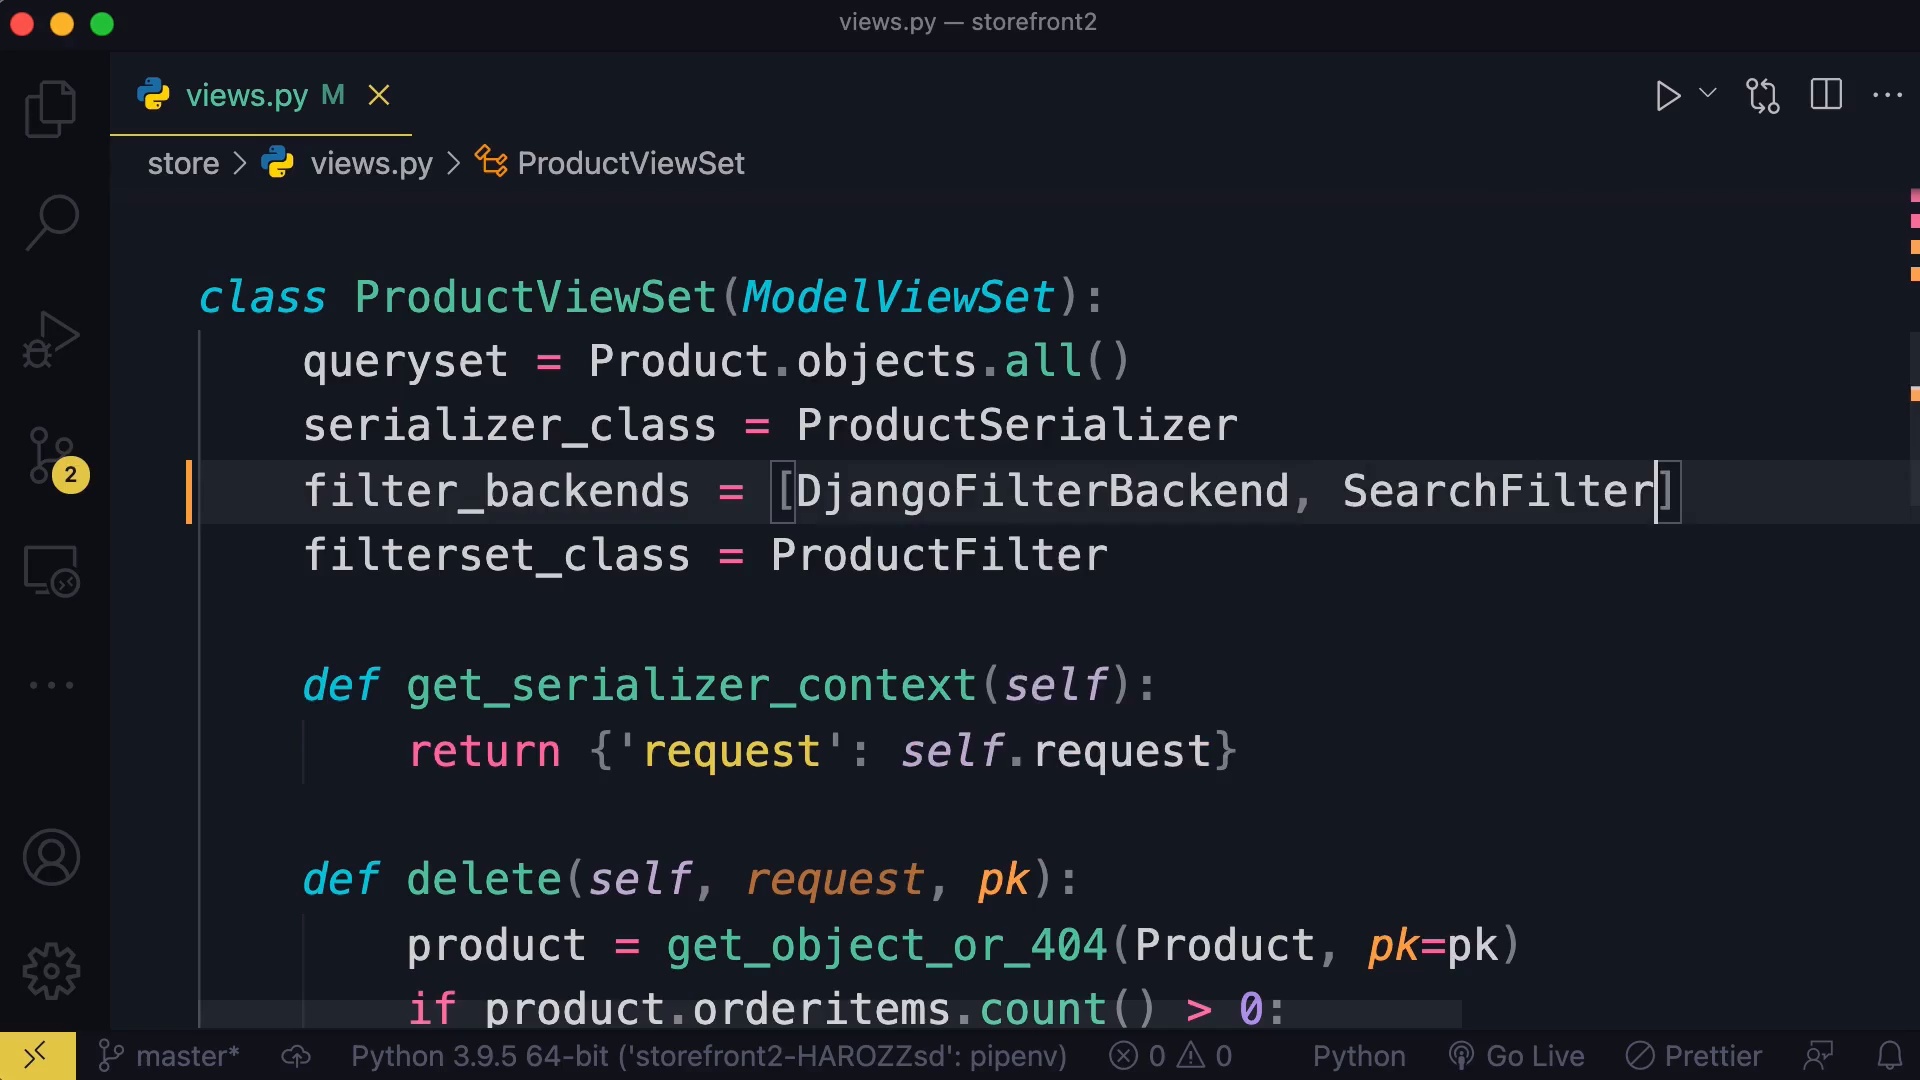 views.py — storefront2
views.py M
store > views.py > ProductViewSet
class ProductViewSet(ModelViewSet):
    queryset = Product.objects.all()
    serializer_class = ProductSerializer
    filter_backends = [DjangoFilterBackend, SearchFilter]
    filterset_class = ProductFilter
    def get_serializer_context(self):
        return {'request': self.request}
    def delete(self, request, pk):
        product = get_object_or_404(Product, pk=pk)
        if product.orderitems.count() > 0:
2
master* Python 3.9.5 64-bit ('storefront2-HAROZZsd': pipenv) 0 0 Python Go Live Prettier